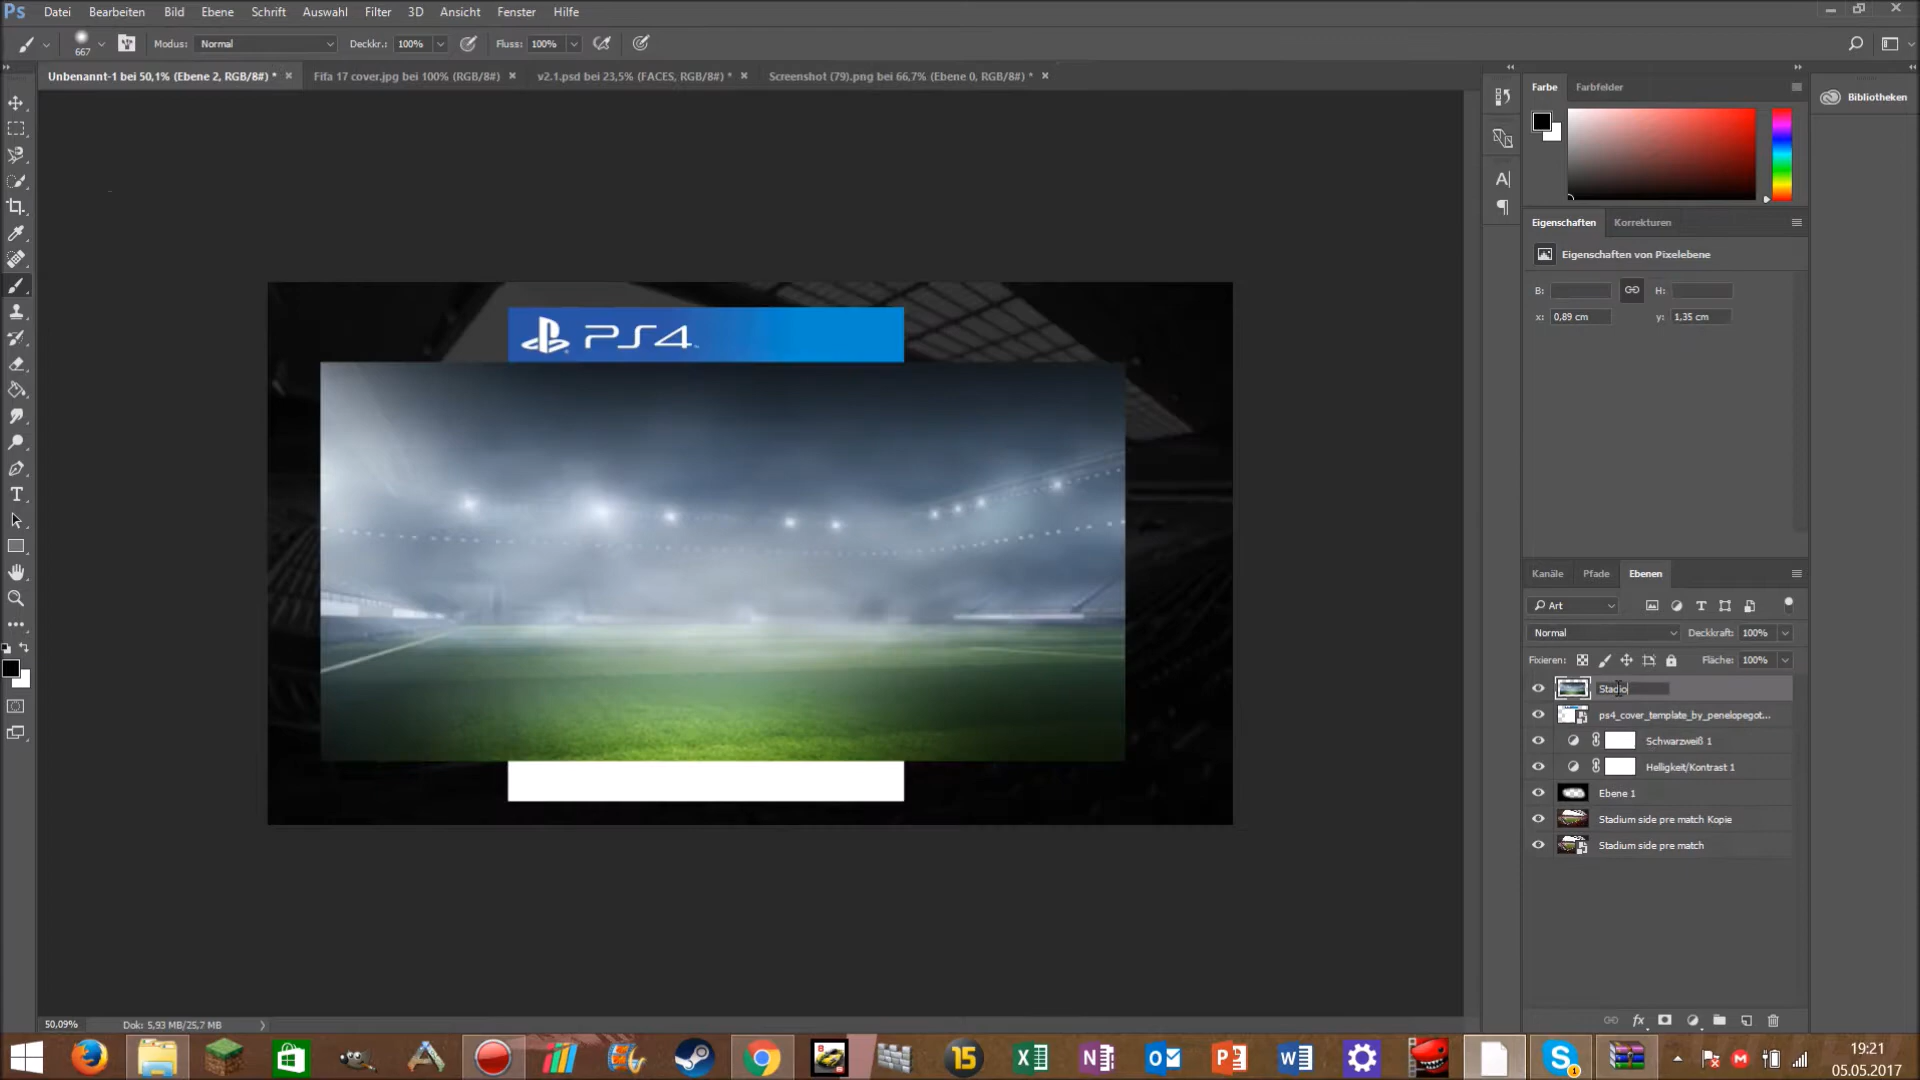 Ps Datei Bearbeiten Bild Ebene Schrift Auswahl Filter 3D Ansicht Fenster Hilfe
667 Modus: Normal Deckkr.: 100% Fluss: 100%
Unbenannt-1 bei 50,1% (Ebene 2, RGB/8#) * Fifa 17 cover.jpg bei 100% (RGB/8#) v2.1.psd bei 23,5% (FACES, RGB/8#) * Screenshot (79).png bei 66,7% (Ebene 0, RGB/8#) *
Farbe Farbfelder
Bibliotheken
Eigenschaften Korrekturen
Eigenschaften von Pixelebene
B: H:
x: 0,89 cm y: 1,35 cm
PS4
Kanäle Pfade Ebenen
Art
Normal Deckkraft: 100%
Fixieren: Fläche: 100%
Stadio
ps4_cover_template_by_penelopegot...
Schwarzweiß 1
Helligkeit/Kontrast 1
Ebene 1
Stadium side pre match Kopie
Stadium side pre match
50,09% Dok: 5,93 MB/25,7 MB
15
19:21
05.05.2017